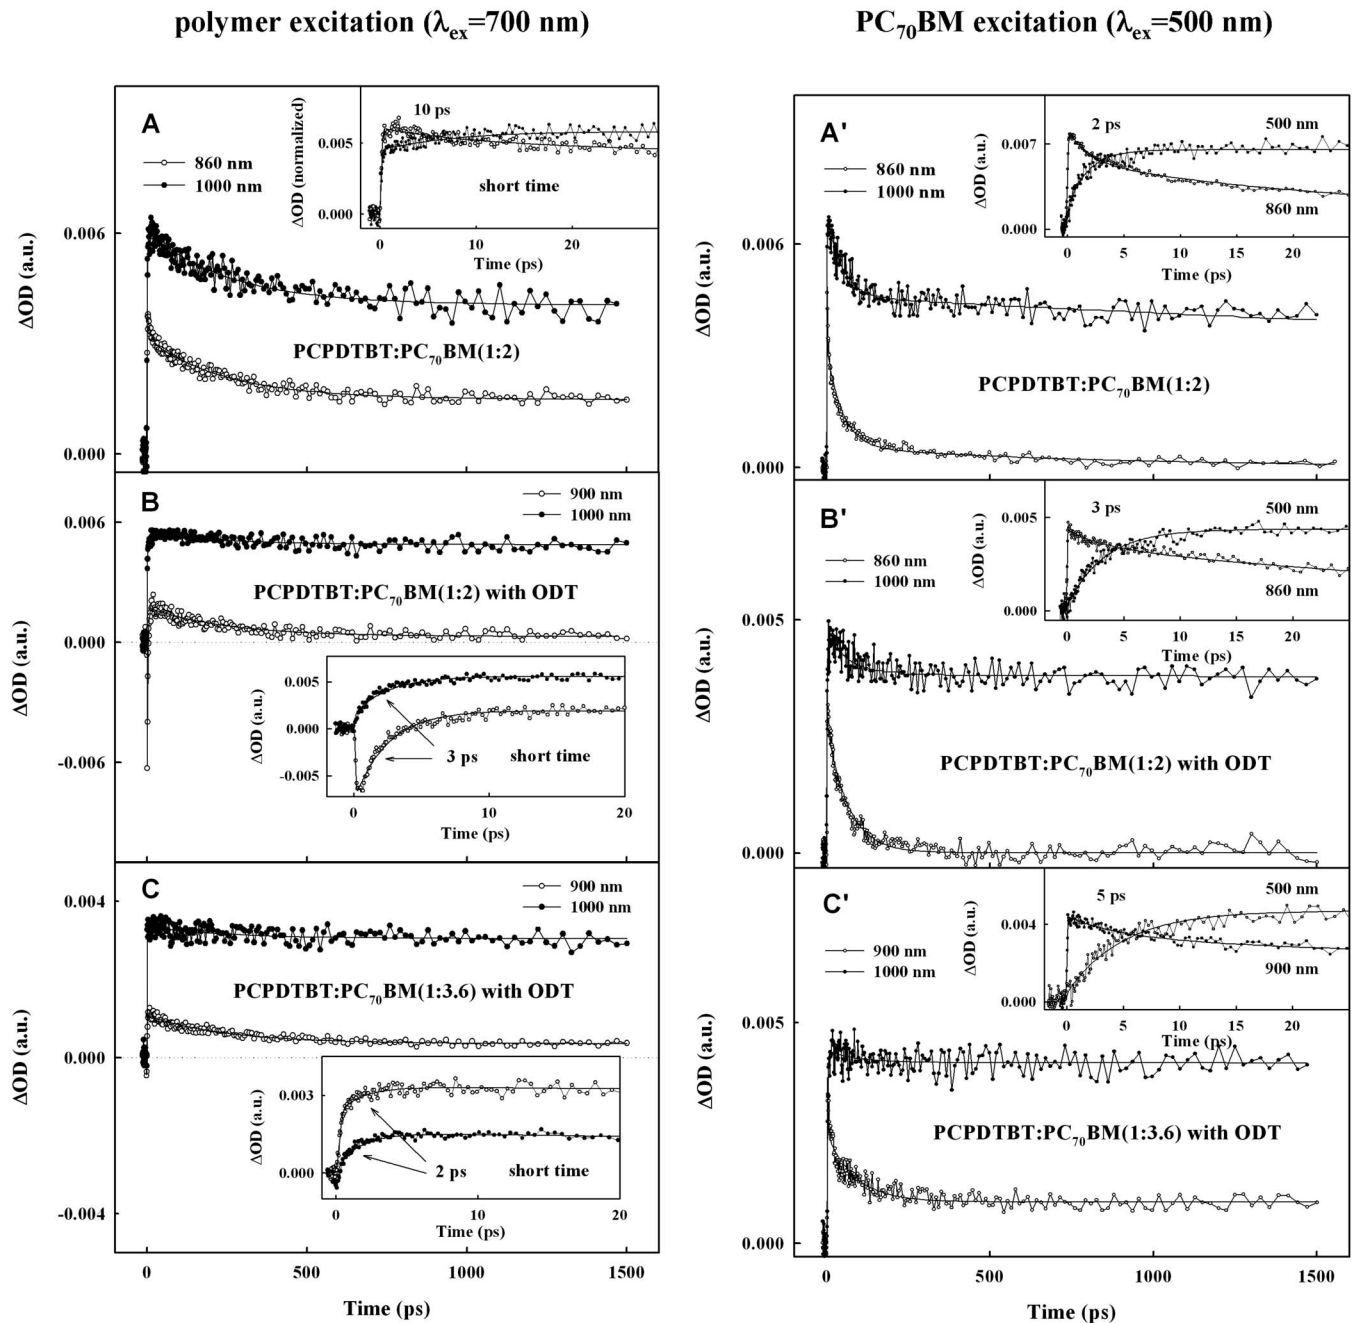 polymer excitation (λex=700 nm)
PC70BM excitation (λex=500 nm)
A
860 nm
1000 nm
ΔOD (a.u.)
0.006
0.000
PCPDTBT:PC70BM(1:2)
ΔOD (normalized)
0.005
0.000
10 ps
short time
0
10
20
Time (ps)
B
900 nm
1000 nm
ΔOD (a.u.)
0.006
0.000
-0.006
PCPDTBT:PC70BM(1:2) with ODT
ΔOD (a.u.)
0.005
0.000
-0.005
3 ps
short time
0
10
20
Time (ps)
C
900 nm
1000 nm
ΔOD (a.u.)
0.004
0.000
-0.004
PCPDTBT:PC70BM(1:3.6) with ODT
ΔOD (a.u.)
0.003
0.000
2 ps
short time
0
10
20
Time (ps)
0
500
1000
1500
Time (ps)
A'
860 nm
1000 nm
ΔOD (a.u.)
0.006
0.000
PCPDTBT:PC70BM(1:2)
ΔOD (a.u.)
0.007
0.000
2 ps
500 nm
860 nm
0
5
10
15
20
Time (ps)
B'
860 nm
1000 nm
ΔOD (a.u.)
0.005
0.000
PCPDTBT:PC70BM(1:2) with ODT
ΔOD (a.u.)
0.005
0.000
3 ps
500 nm
860 nm
0
5
10
15
20
Time (ps)
C'
900 nm
1000 nm
ΔOD (a.u.)
0.005
0.000
PCPDTBT:PC70BM(1:3.6) with ODT
ΔOD (a.u.)
0.004
0.000
5 ps
500 nm
900 nm
0
5
10
15
20
Time (ps)
0
500
1000
1500
Time (ps)